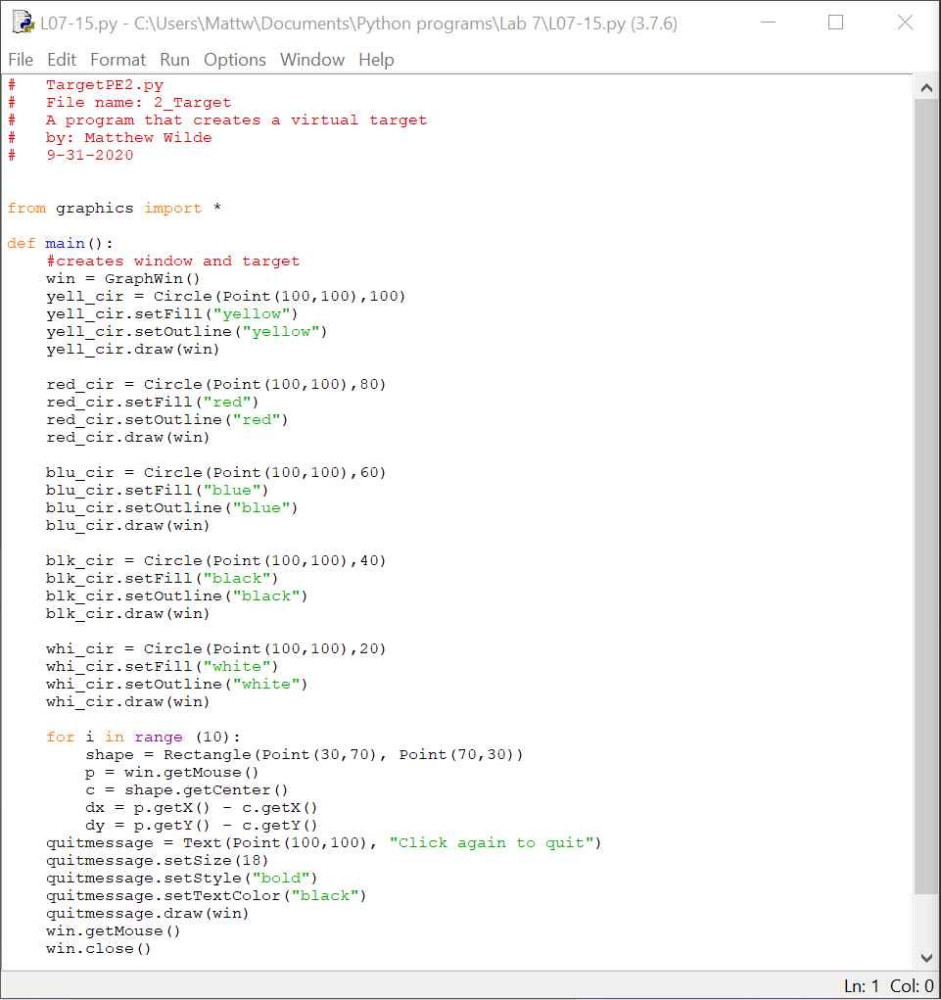 L07-15.py - C:\Users\Mattw\Documents\Python programs\Lab 7\L07-15.py (3.7.6)
File Edit Format Run Options Window Help
#   TargetPE2.py
#   File name: 2_Target
#   A program that creates a virtual target
#   by: Matthew Wilde
#   9-31-2020
from graphics import *
def main():
    #creates window and target
    win = GraphWin()
    yell_cir = Circle(Point(100,100),100)
    yell_cir.setFill("yellow")
    yell_cir.setOutline("yellow")
    yell_cir.draw(win)
    red_cir = Circle(Point(100,100),80)
    red_cir.setFill("red")
    red_cir.setOutline("red")
    red_cir.draw(win)
    blu_cir = Circle(Point(100,100),60)
    blu_cir.setFill("blue")
    blu_cir.setOutline("blue")
    blu_cir.draw(win)
    blk_cir = Circle(Point(100,100),40)
    blk_cir.setFill("black")
    blk_cir.setOutline("black")
    blk_cir.draw(win)
    whi_cir = Circle(Point(100,100),20)
    whi_cir.setFill("white")
    whi_cir.setOutline("white")
    whi_cir.draw(win)
    for i in range (10):
        shape = Rectangle(Point(30,70), Point(70,30))
        p = win.getMouse()
        c = shape.getCenter()
        dx = p.getX() - c.getX()
        dy = p.getY() - c.getY()
    quitmessage = Text(Point(100,100), "Click again to quit")
    quitmessage.setSize(18)
    quitmessage.setStyle("bold")
    quitmessage.setTextColor("black")
    quitmessage.draw(win)
    win.getMouse()
    win.close()
Ln: 1 Col: 0